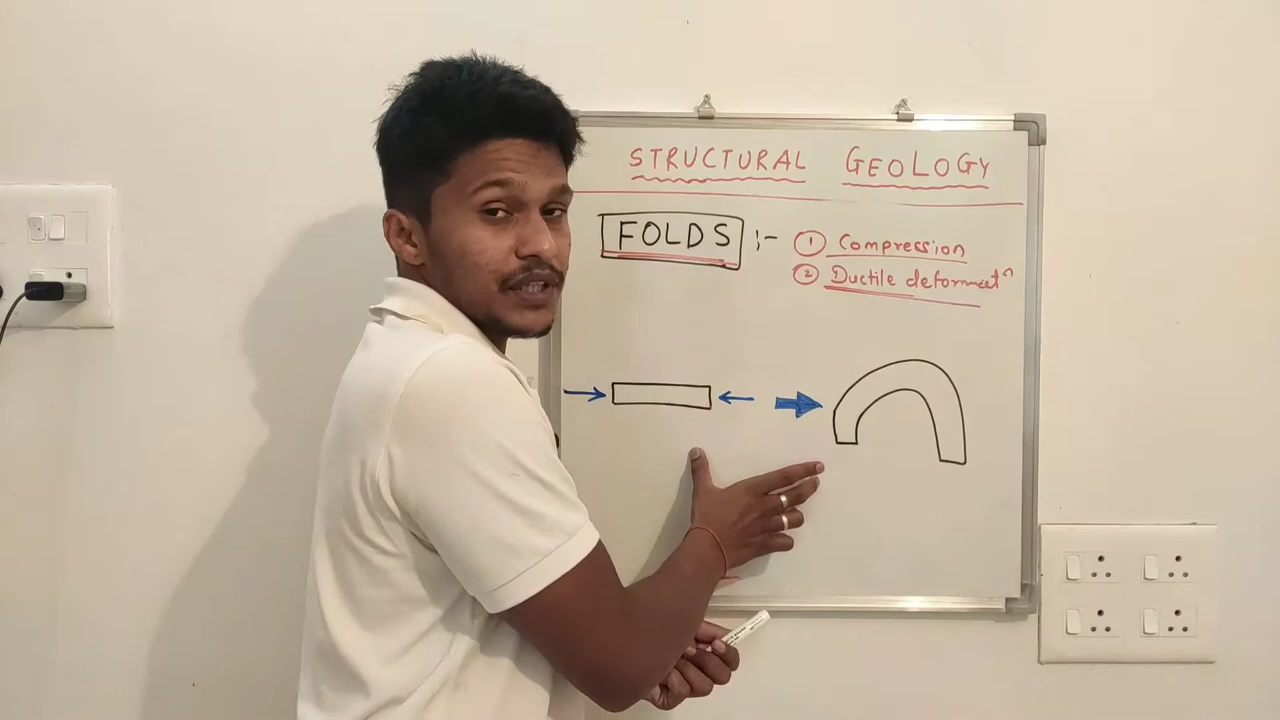 STRUCTURAL GEOLOGY
FOLDS :-
① Compression
② Ductile deformatⁿ